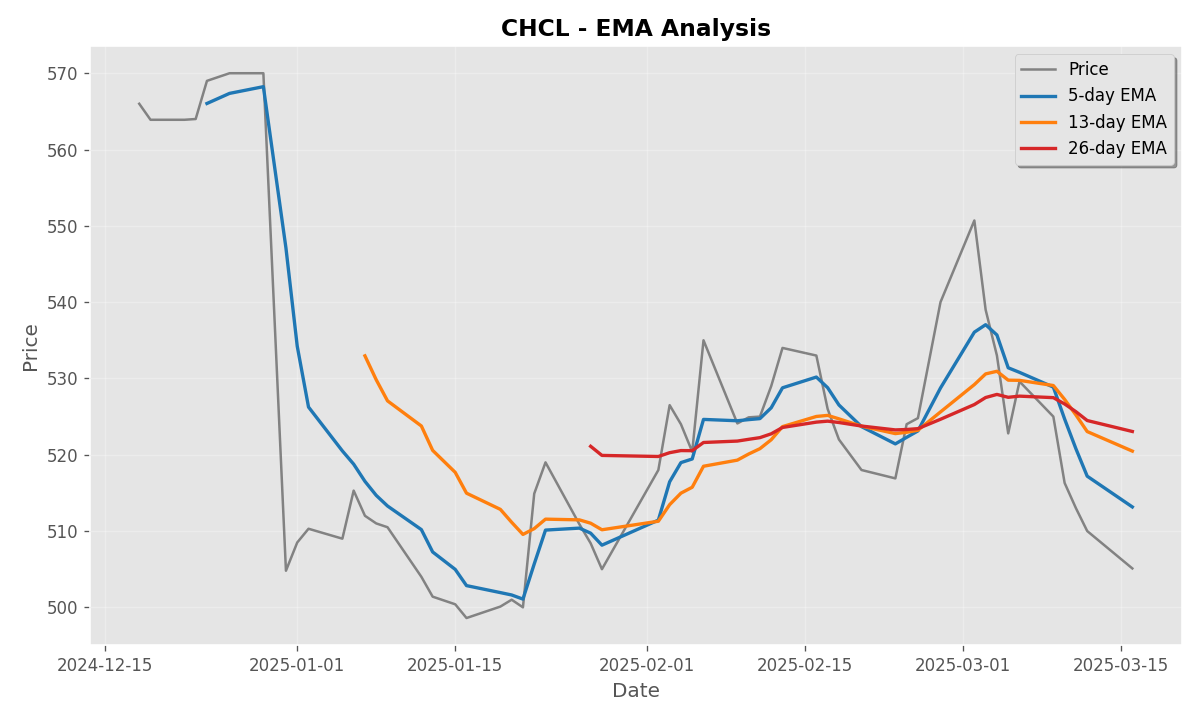 CHCL - EMA Analysis
Price
5-day EMA
13-day EMA
26-day EMA
570
560
550
540
530
520
510
500
Price
2024-12-15
2025-01-01
2025-01-15
2025-02-01
2025-02-15
2025-03-01
2025-03-15
Date